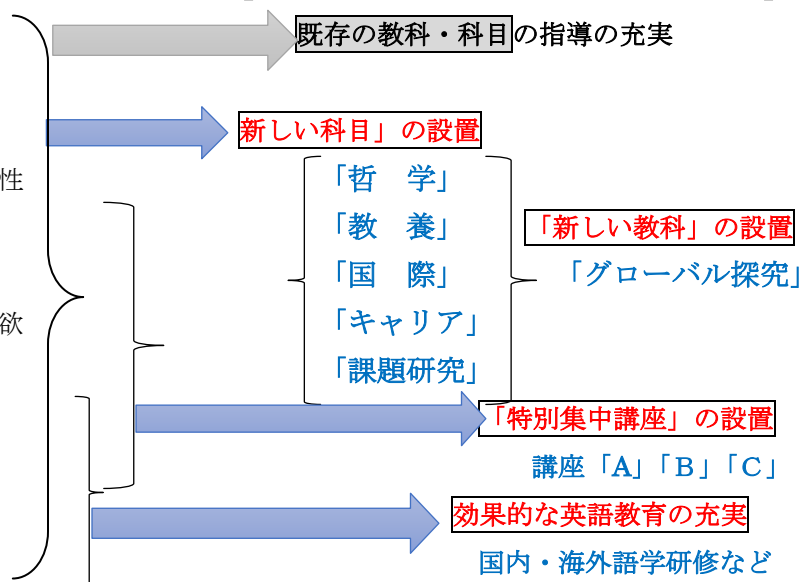 既存の教科・科目の指導の充実
新しい科目」の設置
性
「哲　学」
「教　養」
「新しい教科」の設置
「国　際」
「グローバル探究」
欲
「キャリア」
「課題研究」
「特別集中講座」の設置
講座「A」「B」「C」
効果的な英語教育の充実
国内・海外語学研修など